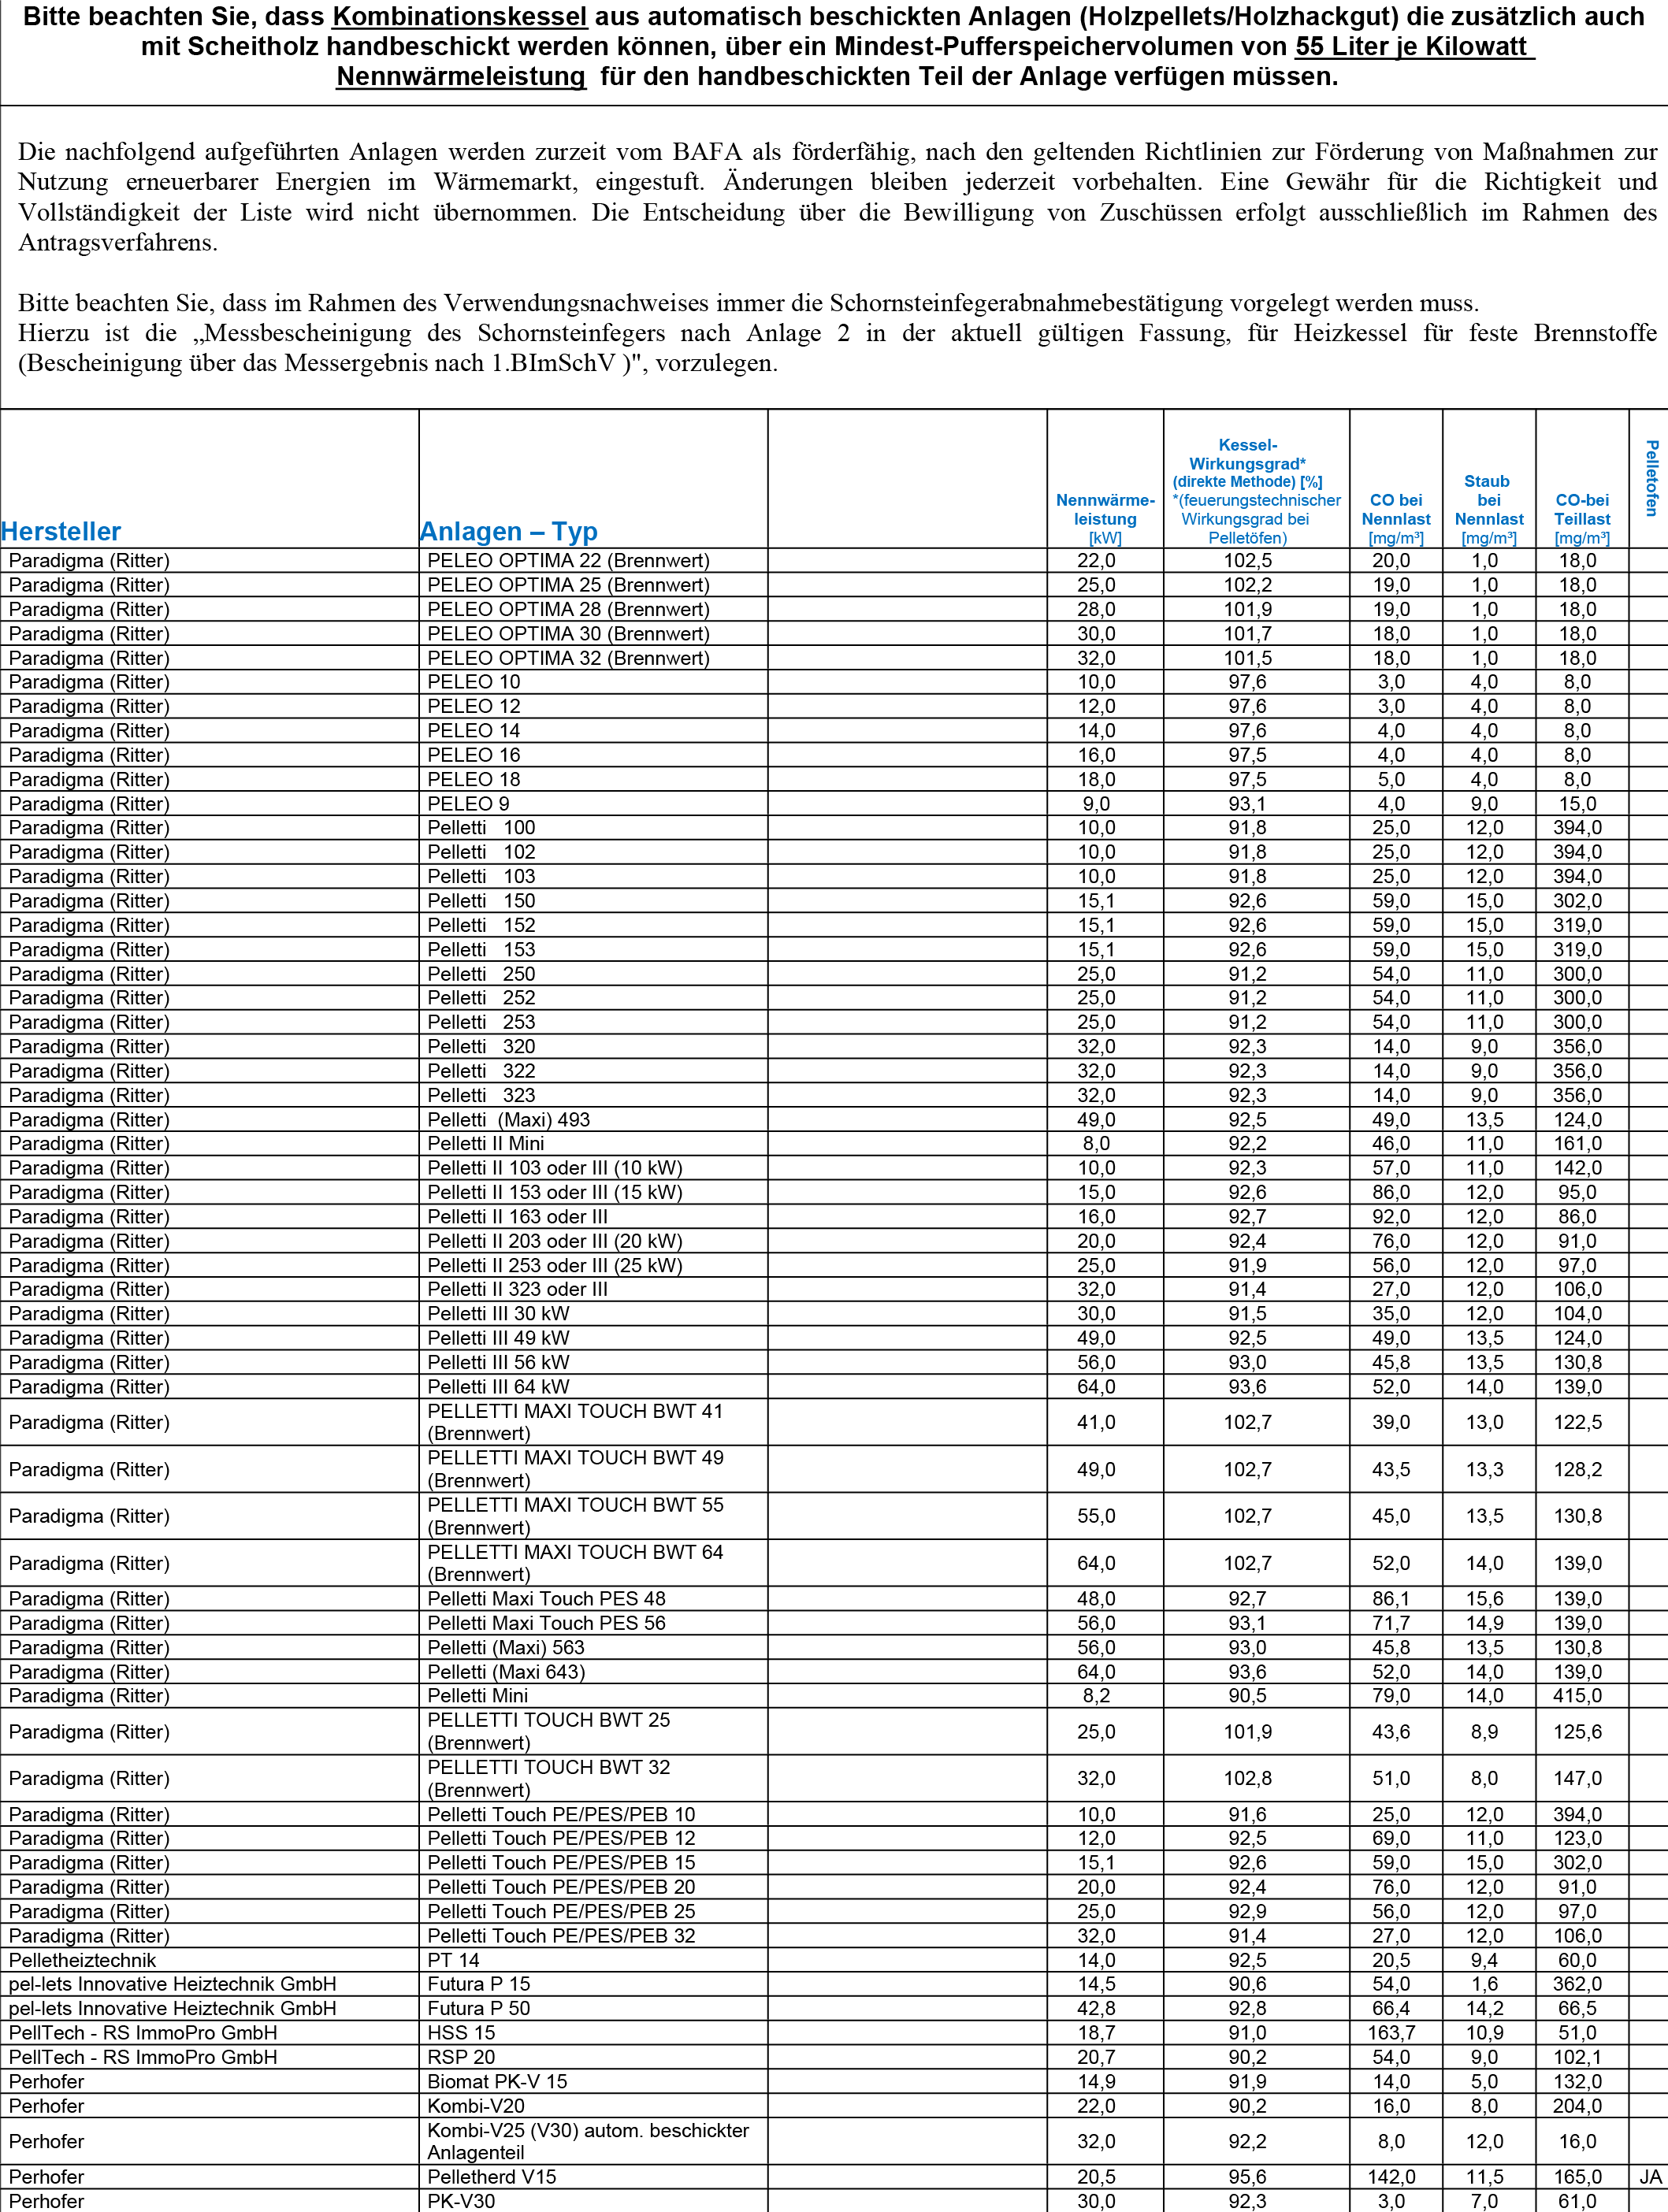 Bitte beachten Sie, dass Kombinationskessel aus automatisch beschickten Anlagen (Holzpellets/Holzhackgut) die zusätzlich auch
mit Scheitholz handbeschickt werden können, über ein Mindest-Pufferspeichervolumen von 55 Liter je Kilowatt
Nennwärmeleistung für den handbeschickten Teil der Anlage verfügen müssen.
Die nachfolgend aufgeführten Anlagen werden zurzeit vom BAFA als förderfähig, nach den geltenden Richtlinien zur Förderung von Maßnahmen zur
Nutzung erneuerbarer Energien im Wärmemarkt, eingestuft. Änderungen bleiben jederzeit vorbehalten. Eine Gewähr für die Richtigkeit und
Vollständigkeit der Liste wird nicht übernommen. Die Entscheidung über die Bewilligung von Zuschüssen erfolgt ausschließlich im Rahmen des
Antragsverfahrens.
Bitte beachten Sie, dass im Rahmen des Verwendungsnachweises immer die Schornsteinfegerabnahmebestätigung vorgelegt werden muss.
Hierzu ist die „Messbescheinigung des Schornsteinfegers nach Anlage 2 in der aktuell gültigen Fassung, für Heizkessel für feste Brennstoffe
(Bescheinigung über das Messergebnis nach 1.BImSchV )", vorzulegen.
Hersteller
Anlagen – Typ
Nennwärme-
leistung
[kW]
Kessel-
Wirkungsgrad*
(direkte Methode) [%]
*(feuerungstechnischer
Wirkungsgrad bei
Pelletöfen)
CO bei
Nennlast
[mg/m³]
Staub
bei
Nennlast
[mg/m³]
CO-bei
Teillast
[mg/m³]
Pelletofen
Paradigma (Ritter) PELEO OPTIMA 22 (Brennwert) 22,0 102,5 20,0 1,0 18,0
Paradigma (Ritter) PELEO OPTIMA 25 (Brennwert) 25,0 102,2 19,0 1,0 18,0
Paradigma (Ritter) PELEO OPTIMA 28 (Brennwert) 28,0 101,9 19,0 1,0 18,0
Paradigma (Ritter) PELEO OPTIMA 30 (Brennwert) 30,0 101,7 18,0 1,0 18,0
Paradigma (Ritter) PELEO OPTIMA 32 (Brennwert) 32,0 101,5 18,0 1,0 18,0
Paradigma (Ritter) PELEO 10 10,0 97,6 3,0 4,0 8,0
Paradigma (Ritter) PELEO 12 12,0 97,6 3,0 4,0 8,0
Paradigma (Ritter) PELEO 14 14,0 97,6 4,0 4,0 8,0
Paradigma (Ritter) PELEO 16 16,0 97,5 4,0 4,0 8,0
Paradigma (Ritter) PELEO 18 18,0 97,5 5,0 4,0 8,0
Paradigma (Ritter) PELEO 9 9,0 93,1 4,0 9,0 15,0
Paradigma (Ritter) Pelletti 100 10,0 91,8 25,0 12,0 394,0
Paradigma (Ritter) Pelletti 102 10,0 91,8 25,0 12,0 394,0
Paradigma (Ritter) Pelletti 103 10,0 91,8 25,0 12,0 394,0
Paradigma (Ritter) Pelletti 150 15,1 92,6 59,0 15,0 302,0
Paradigma (Ritter) Pelletti 152 15,1 92,6 59,0 15,0 319,0
Paradigma (Ritter) Pelletti 153 15,1 92,6 59,0 15,0 319,0
Paradigma (Ritter) Pelletti 250 25,0 91,2 54,0 11,0 300,0
Paradigma (Ritter) Pelletti 252 25,0 91,2 54,0 11,0 300,0
Paradigma (Ritter) Pelletti 253 25,0 91,2 54,0 11,0 300,0
Paradigma (Ritter) Pelletti 320 32,0 92,3 14,0 9,0 356,0
Paradigma (Ritter) Pelletti 322 32,0 92,3 14,0 9,0 356,0
Paradigma (Ritter) Pelletti 323 32,0 92,3 14,0 9,0 356,0
Paradigma (Ritter) Pelletti (Maxi) 493 49,0 92,5 49,0 13,5 124,0
Paradigma (Ritter) Pelletti II Mini 8,0 92,2 46,0 11,0 161,0
Paradigma (Ritter) Pelletti II 103 oder III (10 kW) 10,0 92,3 57,0 11,0 142,0
Paradigma (Ritter) Pelletti II 153 oder III (15 kW) 15,0 92,6 86,0 12,0 95,0
Paradigma (Ritter) Pelletti II 163 oder III 16,0 92,7 92,0 12,0 86,0
Paradigma (Ritter) Pelletti II 203 oder III (20 kW) 20,0 92,4 76,0 12,0 91,0
Paradigma (Ritter) Pelletti II 253 oder III (25 kW) 25,0 91,9 56,0 12,0 97,0
Paradigma (Ritter) Pelletti II 323 oder III 32,0 91,4 27,0 12,0 106,0
Paradigma (Ritter) Pelletti III 30 kW 30,0 91,5 35,0 12,0 104,0
Paradigma (Ritter) Pelletti III 49 kW 49,0 92,5 49,0 13,5 124,0
Paradigma (Ritter) Pelletti III 56 kW 56,0 93,0 45,8 13,5 130,8
Paradigma (Ritter) Pelletti III 64 kW 64,0 93,6 52,0 14,0 139,0
Paradigma (Ritter) PELLETTI MAXI TOUCH BWT 41
(Brennwert) 41,0 102,7 39,0 13,0 122,5
Paradigma (Ritter) PELLETTI MAXI TOUCH BWT 49
(Brennwert) 49,0 102,7 43,5 13,3 128,2
Paradigma (Ritter) PELLETTI MAXI TOUCH BWT 55
(Brennwert) 55,0 102,7 45,0 13,5 130,8
Paradigma (Ritter) PELLETTI MAXI TOUCH BWT 64
(Brennwert) 64,0 102,7 52,0 14,0 139,0
Paradigma (Ritter) Pelletti Maxi Touch PES 48 48,0 92,7 86,1 15,6 139,0
Paradigma (Ritter) Pelletti Maxi Touch PES 56 56,0 93,1 71,7 14,9 139,0
Paradigma (Ritter) Pelletti (Maxi) 563 56,0 93,0 45,8 13,5 130,8
Paradigma (Ritter) Pelletti (Maxi 643) 64,0 93,6 52,0 14,0 139,0
Paradigma (Ritter) Pelletti Mini 8,2 90,5 79,0 14,0 415,0
Paradigma (Ritter) PELLETTI TOUCH BWT 25
(Brennwert) 25,0 101,9 43,6 8,9 125,6
Paradigma (Ritter) PELLETTI TOUCH BWT 32
(Brennwert) 32,0 102,8 51,0 8,0 147,0
Paradigma (Ritter) Pelletti Touch PE/PES/PEB 10 10,0 91,6 25,0 12,0 394,0
Paradigma (Ritter) Pelletti Touch PE/PES/PEB 12 12,0 92,5 69,0 11,0 123,0
Paradigma (Ritter) Pelletti Touch PE/PES/PEB 15 15,1 92,6 59,0 15,0 302,0
Paradigma (Ritter) Pelletti Touch PE/PES/PEB 20 20,0 92,4 76,0 12,0 91,0
Paradigma (Ritter) Pelletti Touch PE/PES/PEB 25 25,0 92,9 56,0 12,0 97,0
Paradigma (Ritter) Pelletti Touch PE/PES/PEB 32 32,0 91,4 27,0 12,0 106,0
Pelletheiztechnik PT 14 14,0 92,5 20,5 9,4 60,0
pel-lets Innovative Heiztechnik GmbH Futura P 15 14,5 90,6 54,0 1,6 362,0
pel-lets Innovative Heiztechnik GmbH Futura P 50 42,8 92,8 66,4 14,2 66,5
PellTech - RS ImmoPro GmbH HSS 15 18,7 91,0 163,7 10,9 51,0
PellTech - RS ImmoPro GmbH RSP 20 20,7 90,2 54,0 9,0 102,1
Perhofer Biomat PK-V 15 14,9 91,9 14,0 5,0 132,0
Perhofer Kombi-V20 22,0 90,2 16,0 8,0 204,0
Perhofer Kombi-V25 (V30) autom. beschickter
Anlagenteil 32,0 92,2 8,0 12,0 16,0
Perhofer Pelletherd V15 20,5 95,6 142,0 11,5 165,0 JA
Perhofer PK-V30 30,0 92,3 3,0 7,0 61,0